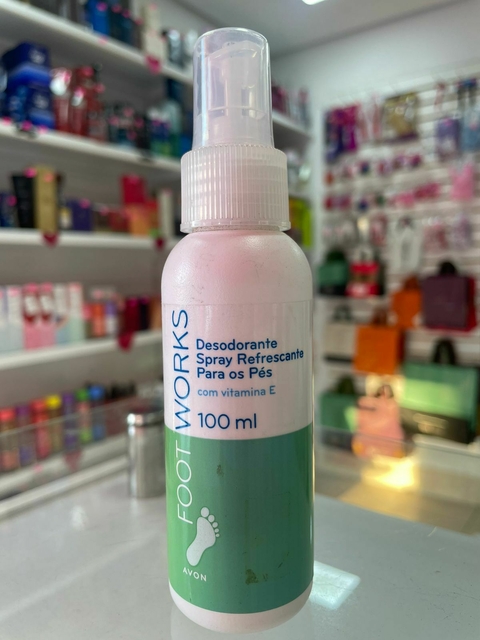 FOOT WORKS
Desodorante
Spray Refrescante
Para os Pés
com vitamina E
100 ml
AVON